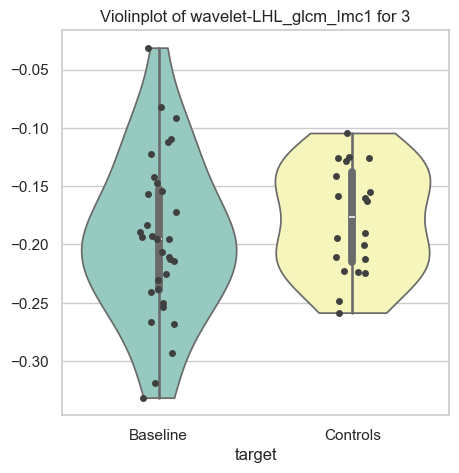 Violinplot of wavelet-LHL_glcm_Imc1 for 3
−0.05
−0.10
−0.15
−0.20
−0.25
−0.30
Baseline
Controls
target